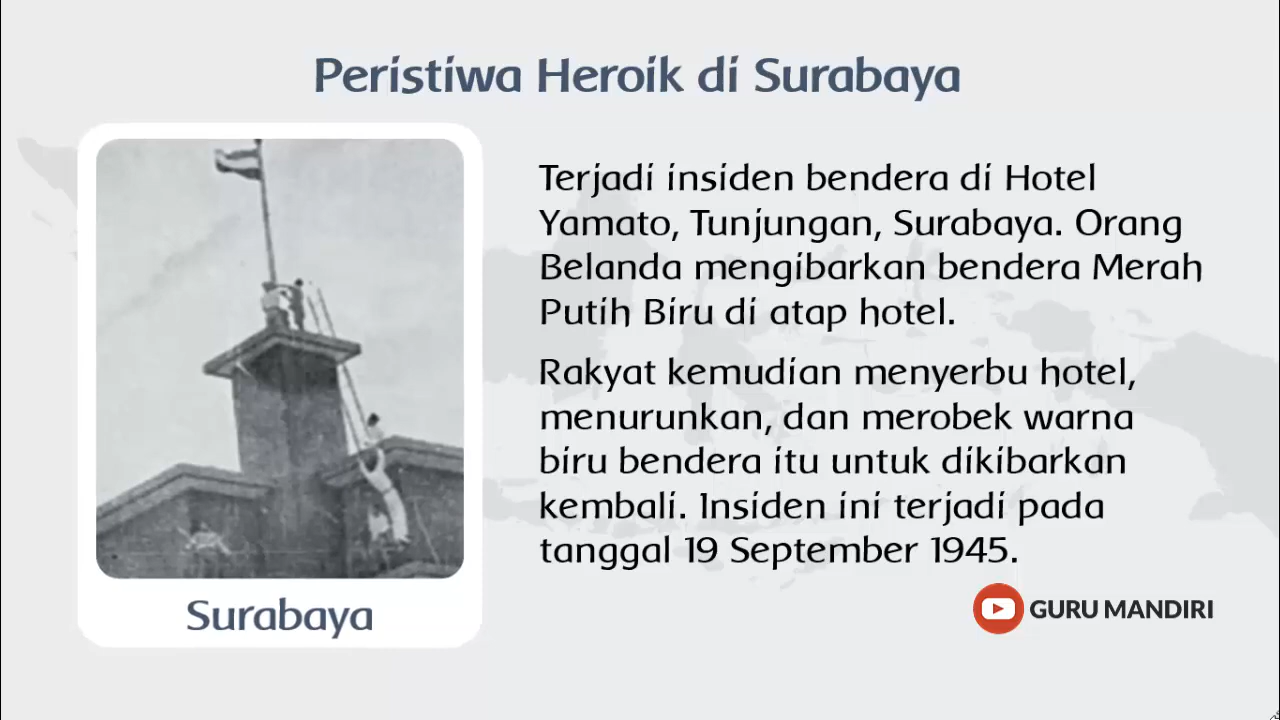 Peristiwa Heroik di Surabaya
Terjadi insiden bendera di Hotel
Yamato, Tunjungan, Surabaya. Orang
Belanda mengibarkan bendera Merah
Putih Biru di atap hotel.
Rakyat kemudian menyerbu hotel,
menurunkan, dan merobek warna
biru bendera itu untuk dikibarkan
kembali. Insiden ini terjadi pada
tanggal 19 September 1945.
Surabaya
GURU MANDIRI